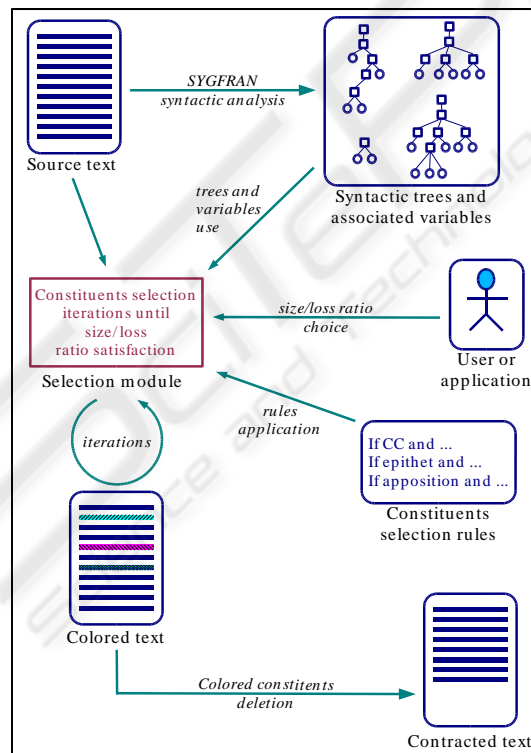 SYGFRAN
syntactic analysis
Source text
Syntactic trees and
associated variables
trees and
variables
use
Constituents selection
iterations until
size/loss
ratio satisfaction
Selection module
size/loss ratio
choice
User or
application
rules
application
If CC and ...
If epithet and ...
If apposition and ...
Constituents
selection rules
iterations
Colored text
Colored constitents
deletion
Contracted text